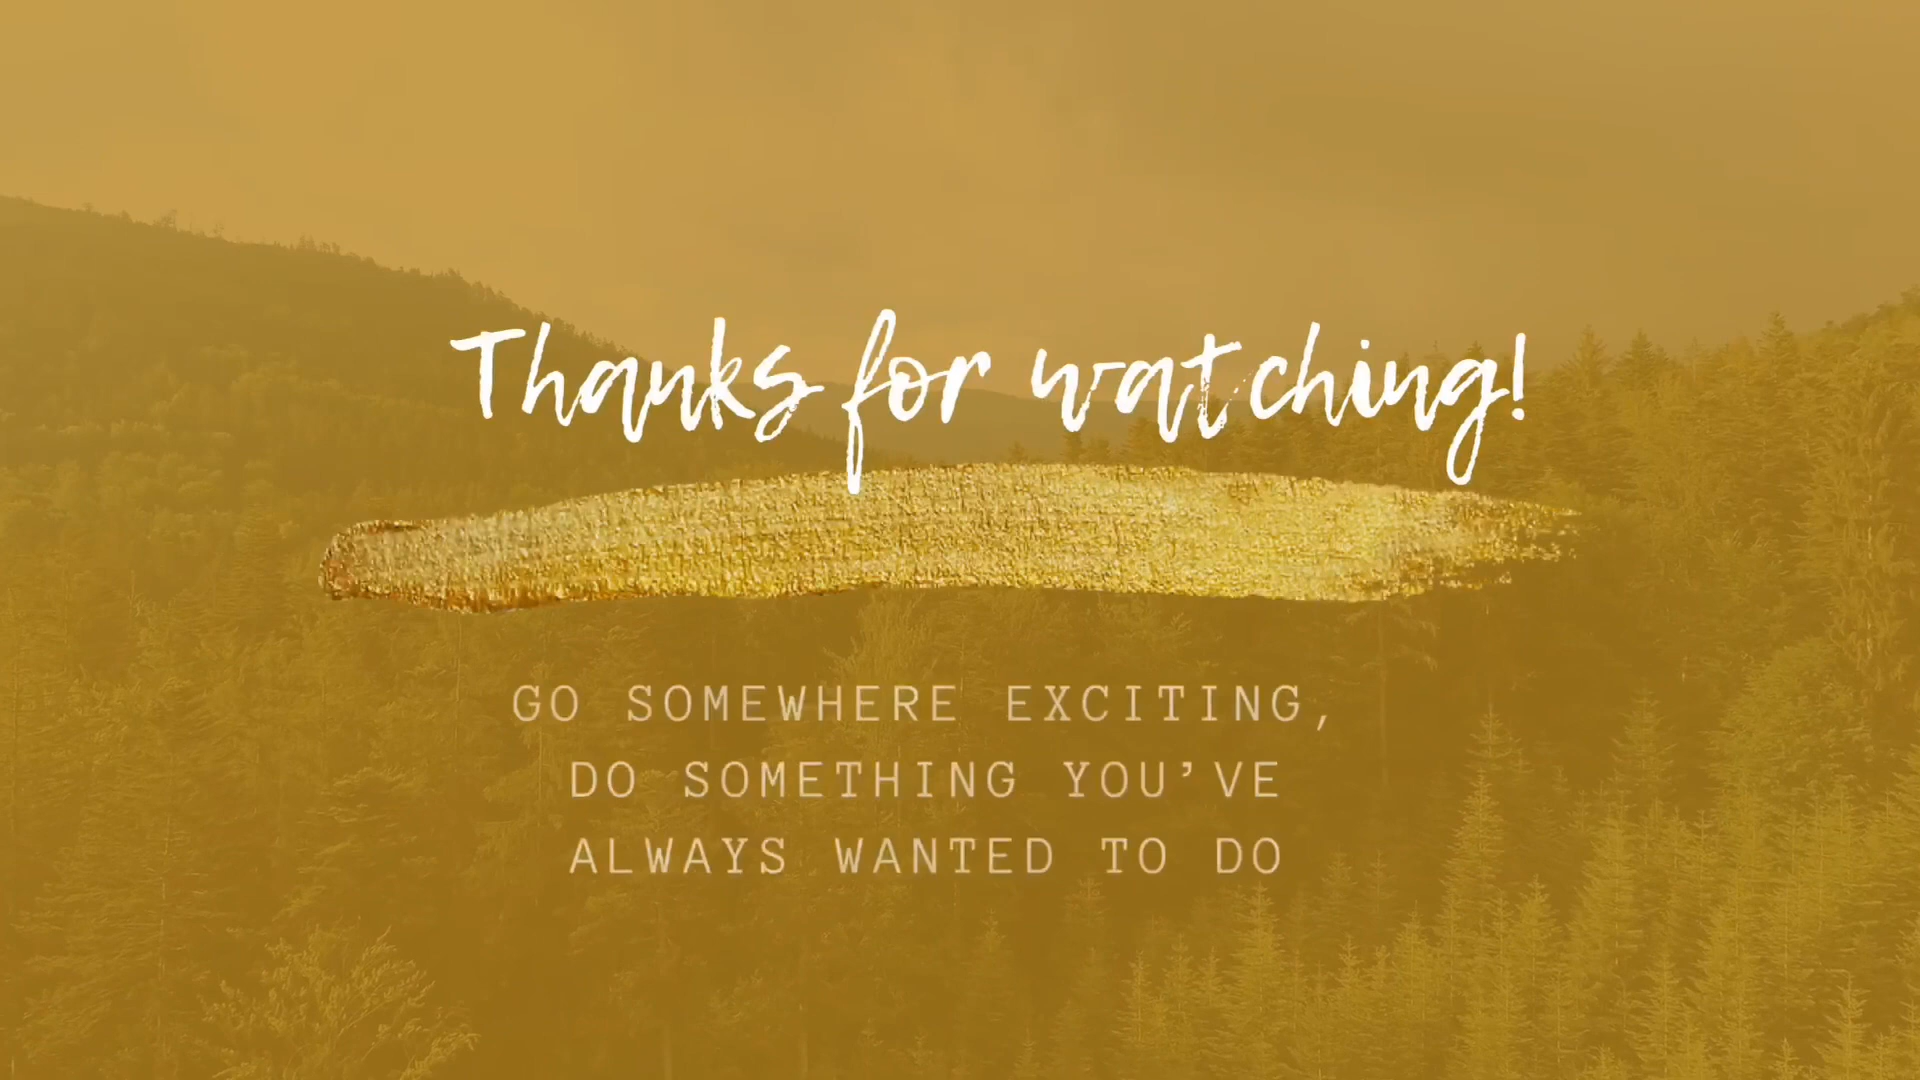 Thanks for watching!
GO SOMEWHERE EXCITING,
DO SOMETHING YOU’VE
ALWAYS WANTED TO DO